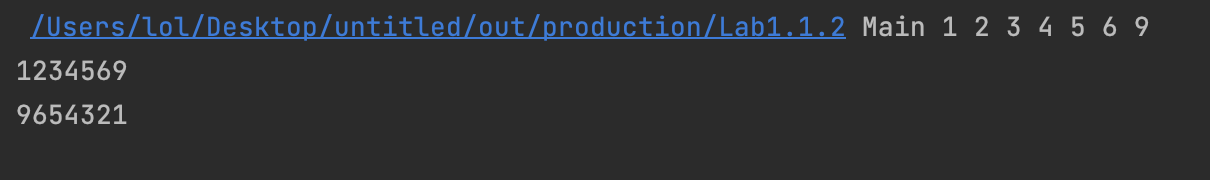 /Users/lol/Desktop/untitled/out/production/Lab1.1.2 Main 1 2 3 4 5 6 9
1234569
9654321